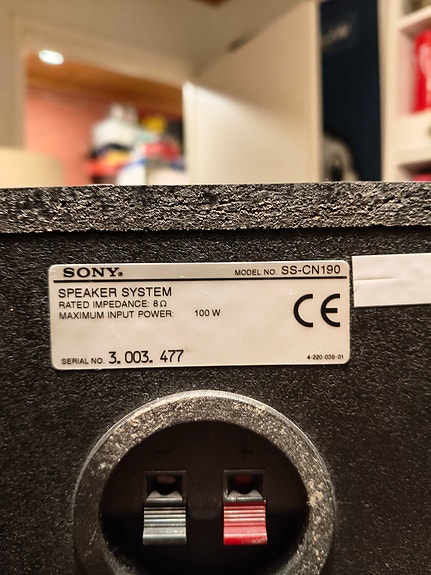 SONY®
MODEL NO. SS-CN190
SPEAKER SYSTEM
RATED IMPEDANCE: 8 Ω
MAXIMUM INPUT POWER: 100 W
CE
SERIAL NO. 3. 003. 477
4-220-036-01
- +